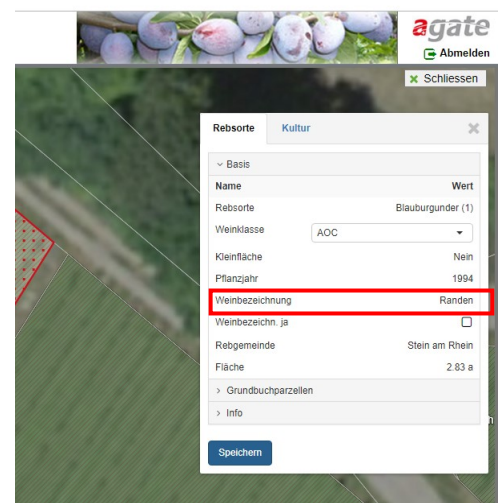 agate
Abmelden
Schliessen
Rebsorte Kultur
Basis
Name Wert
Rebsorte Blauburgunder (1)
Weinklasse AOC
Kleinfläche Nein
Pflanzjahr 1994
Weinbezeichnung Randen
Weinbezeichn. ja
Rebgemeinde Stein am Rhein
Fläche 2.83 a
Grundbuchparzellen
Info
Speichern